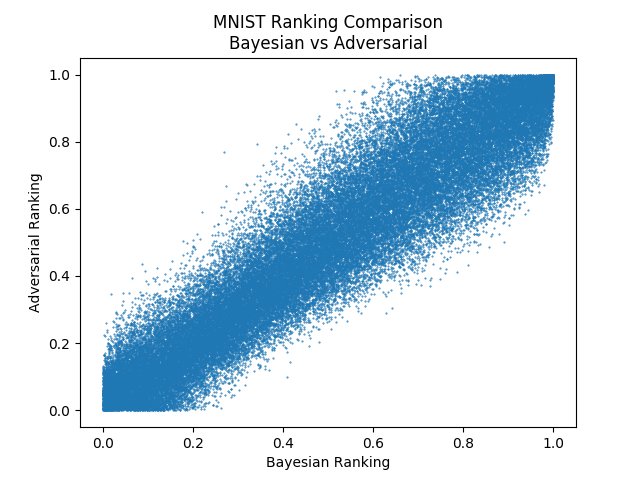 MNIST Ranking Comparison
Bayesian vs Adversarial
1.0
0.8
0.6
0.4
0.2
0.0
Adversarial Ranking
0.0 0.2 0.4 0.6 0.8 1.0
Bayesian Ranking